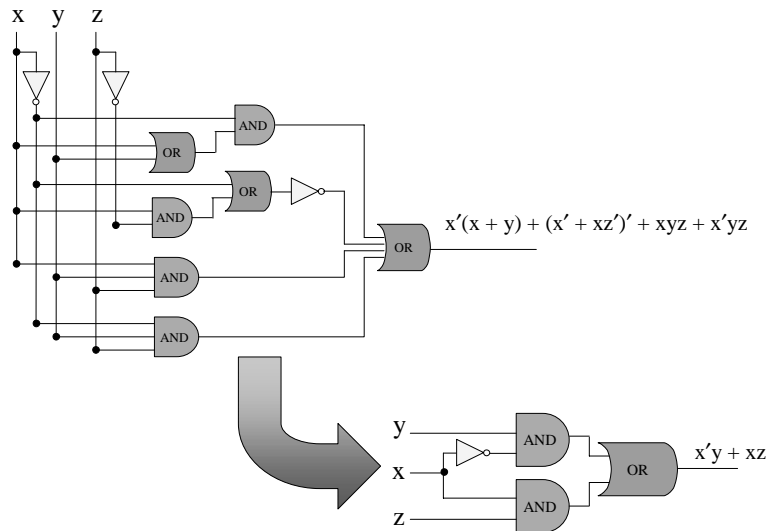 x y z
AND
OR
OR
AND
x′(x + y) + (x′ + xz′)′ + xyz + x′yz
OR
AND
AND
y
AND
x
OR
x′y + xz
AND
z